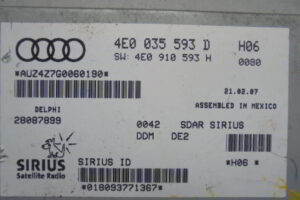 4E0 035 593 D H06
SW: 4E0 910 593 H 0080
*AUZ4Z7G0060190*
21.02.07
DELPHI ASSEMBLED IN MEXICO
28087899
0042 SDAR SIRIUS
DDM DE2
SIRIUS SIRIUS ID *H06 *
Satellite Radio
*018093771367*